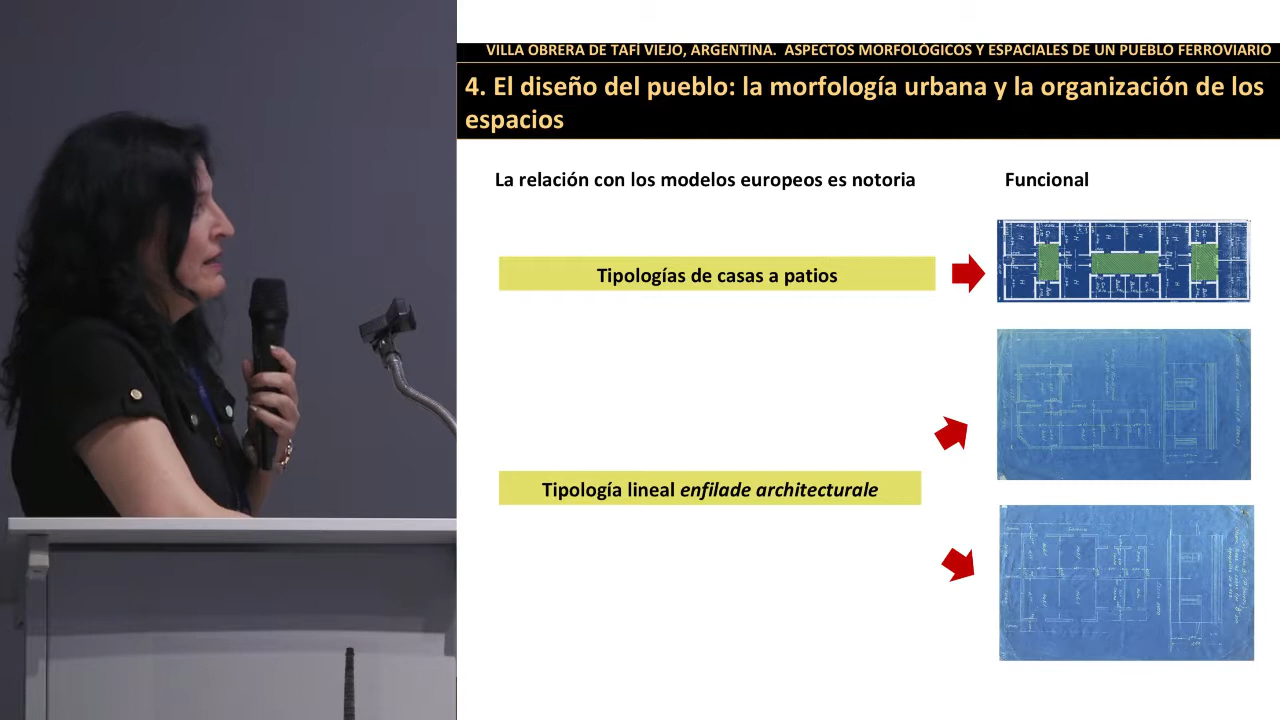 VILLA OBRERA DE TAFÍ VIEJO, ARGENTINA. ASPECTOS MORFOLÓGICOS Y ESPACIALES DE UN PUEBLO FERROVIARIO
4. El diseño del pueblo: la morfología urbana y la organización de los
espacios
La relación con los modelos europeos es notoria
Funcional
Tipologías de casas a patios
Tipología lineal enfilade architecturale